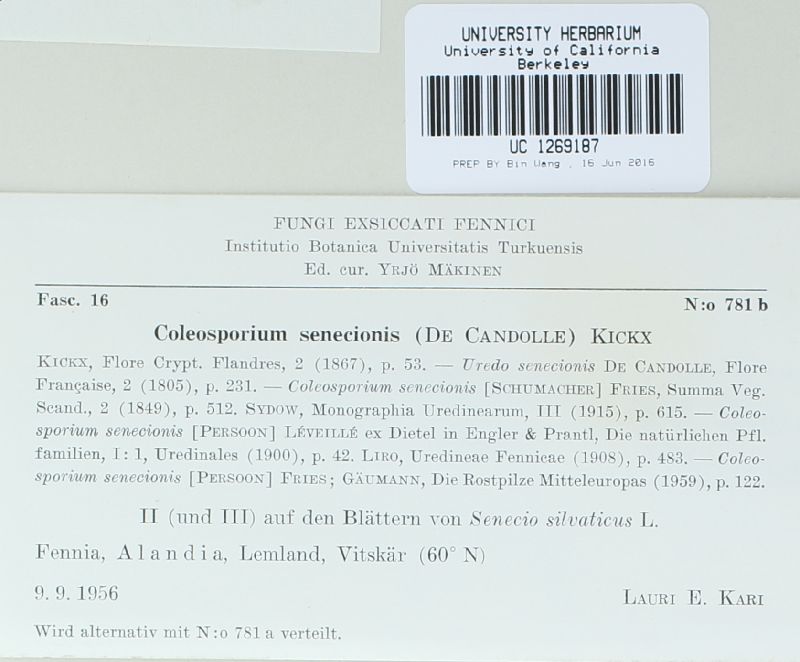 UNIVERSITY HERBARIUM
University of California
Berkeley
UC 1269187
PREP BY Bin Wang . 16 Jun 2016
FUNGI EXSICCATI FENNICI
Institutio Botanica Universitatis Turkuensis
Ed. cur. YRJÖ MÄKINEN
Fasc. 16 N:o 781 b
Coleosporium senecionis (DE CANDOLLE) KICKX
KICKX, Flore Crypt. Flandres, 2 (1867), p. 53. — Uredo senecionis DE CANDOLLE, Flore
Française, 2 (1805), p. 231. — Coleosporium senecionis [SCHUMACHER] FRIES, Summa Veg.
Scand., 2 (1849), p. 512. SYDOW, Monographia Uredinearum, III (1915), p. 615. — Coleo-
sporium senecionis [PERSOON] LÉVEILLÉ ex Dietel in Engler & Prantl, Die natürlichen Pfl.
familien, I: 1, Uredinales (1900), p. 42. LIRO, Uredineae Fennicae (1908), p. 483. — Coleo-
sporium senecionis [PERSOON] FRIES; GÄUMANN, Die Rostpilze Mitteleuropas (1959), p. 122.
II (und III) auf den Blättern von Senecio silvaticus L.
Fennia, Alandia, Lemland, Vitskär (60° N)
9. 9. 1956 LAURI E. KARI
Wird alternativ mit N:o 781 a verteilt.